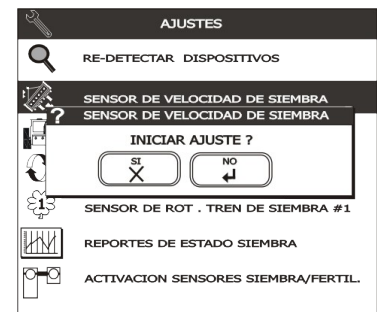 AJUSTES
RE-DETECTAR DISPOSITIVOS
SENSOR DE VELOCIDAD DE SIEMBRA
? SENSOR DE VELOCIDAD DE SIEMBRA
INICIAR AJUSTE ?
SI NO
X ↵
1 SENSOR DE ROT . TREN DE SIEMBRA #1
REPORTES DE ESTADO SIEMBRA
ACTIVACION SENSORES SIEMBRA/FERTIL.